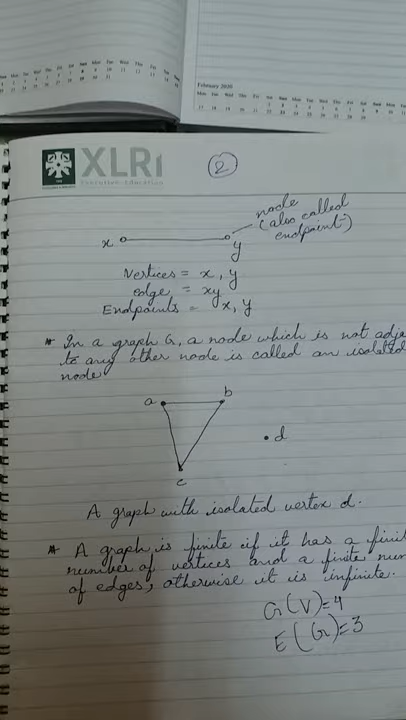 February 2020
XLRI
Executive Education
2
node
(also called
endpoint)
x
y
Vertices = x, y
edge = xy
Endpoints = x, y
* In a graph G, a node which is not adj
to any other node is called an isolated
node
a
b
d
c
A graph with isolated vertex d.
* A graph is finite if it has a finit
number of vertices and a finite num
of edges, otherwise it is infinite.
G(V)=4
E(G)=3